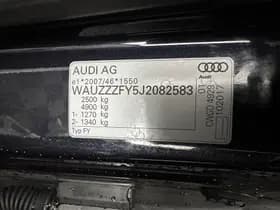 AUDI AG
e1*2007/46*1550
WAUZZZFY5J2082583
2500 kg
4900 kg
1- 1270 kg
2- 1340 kg
Typ FY
Audi